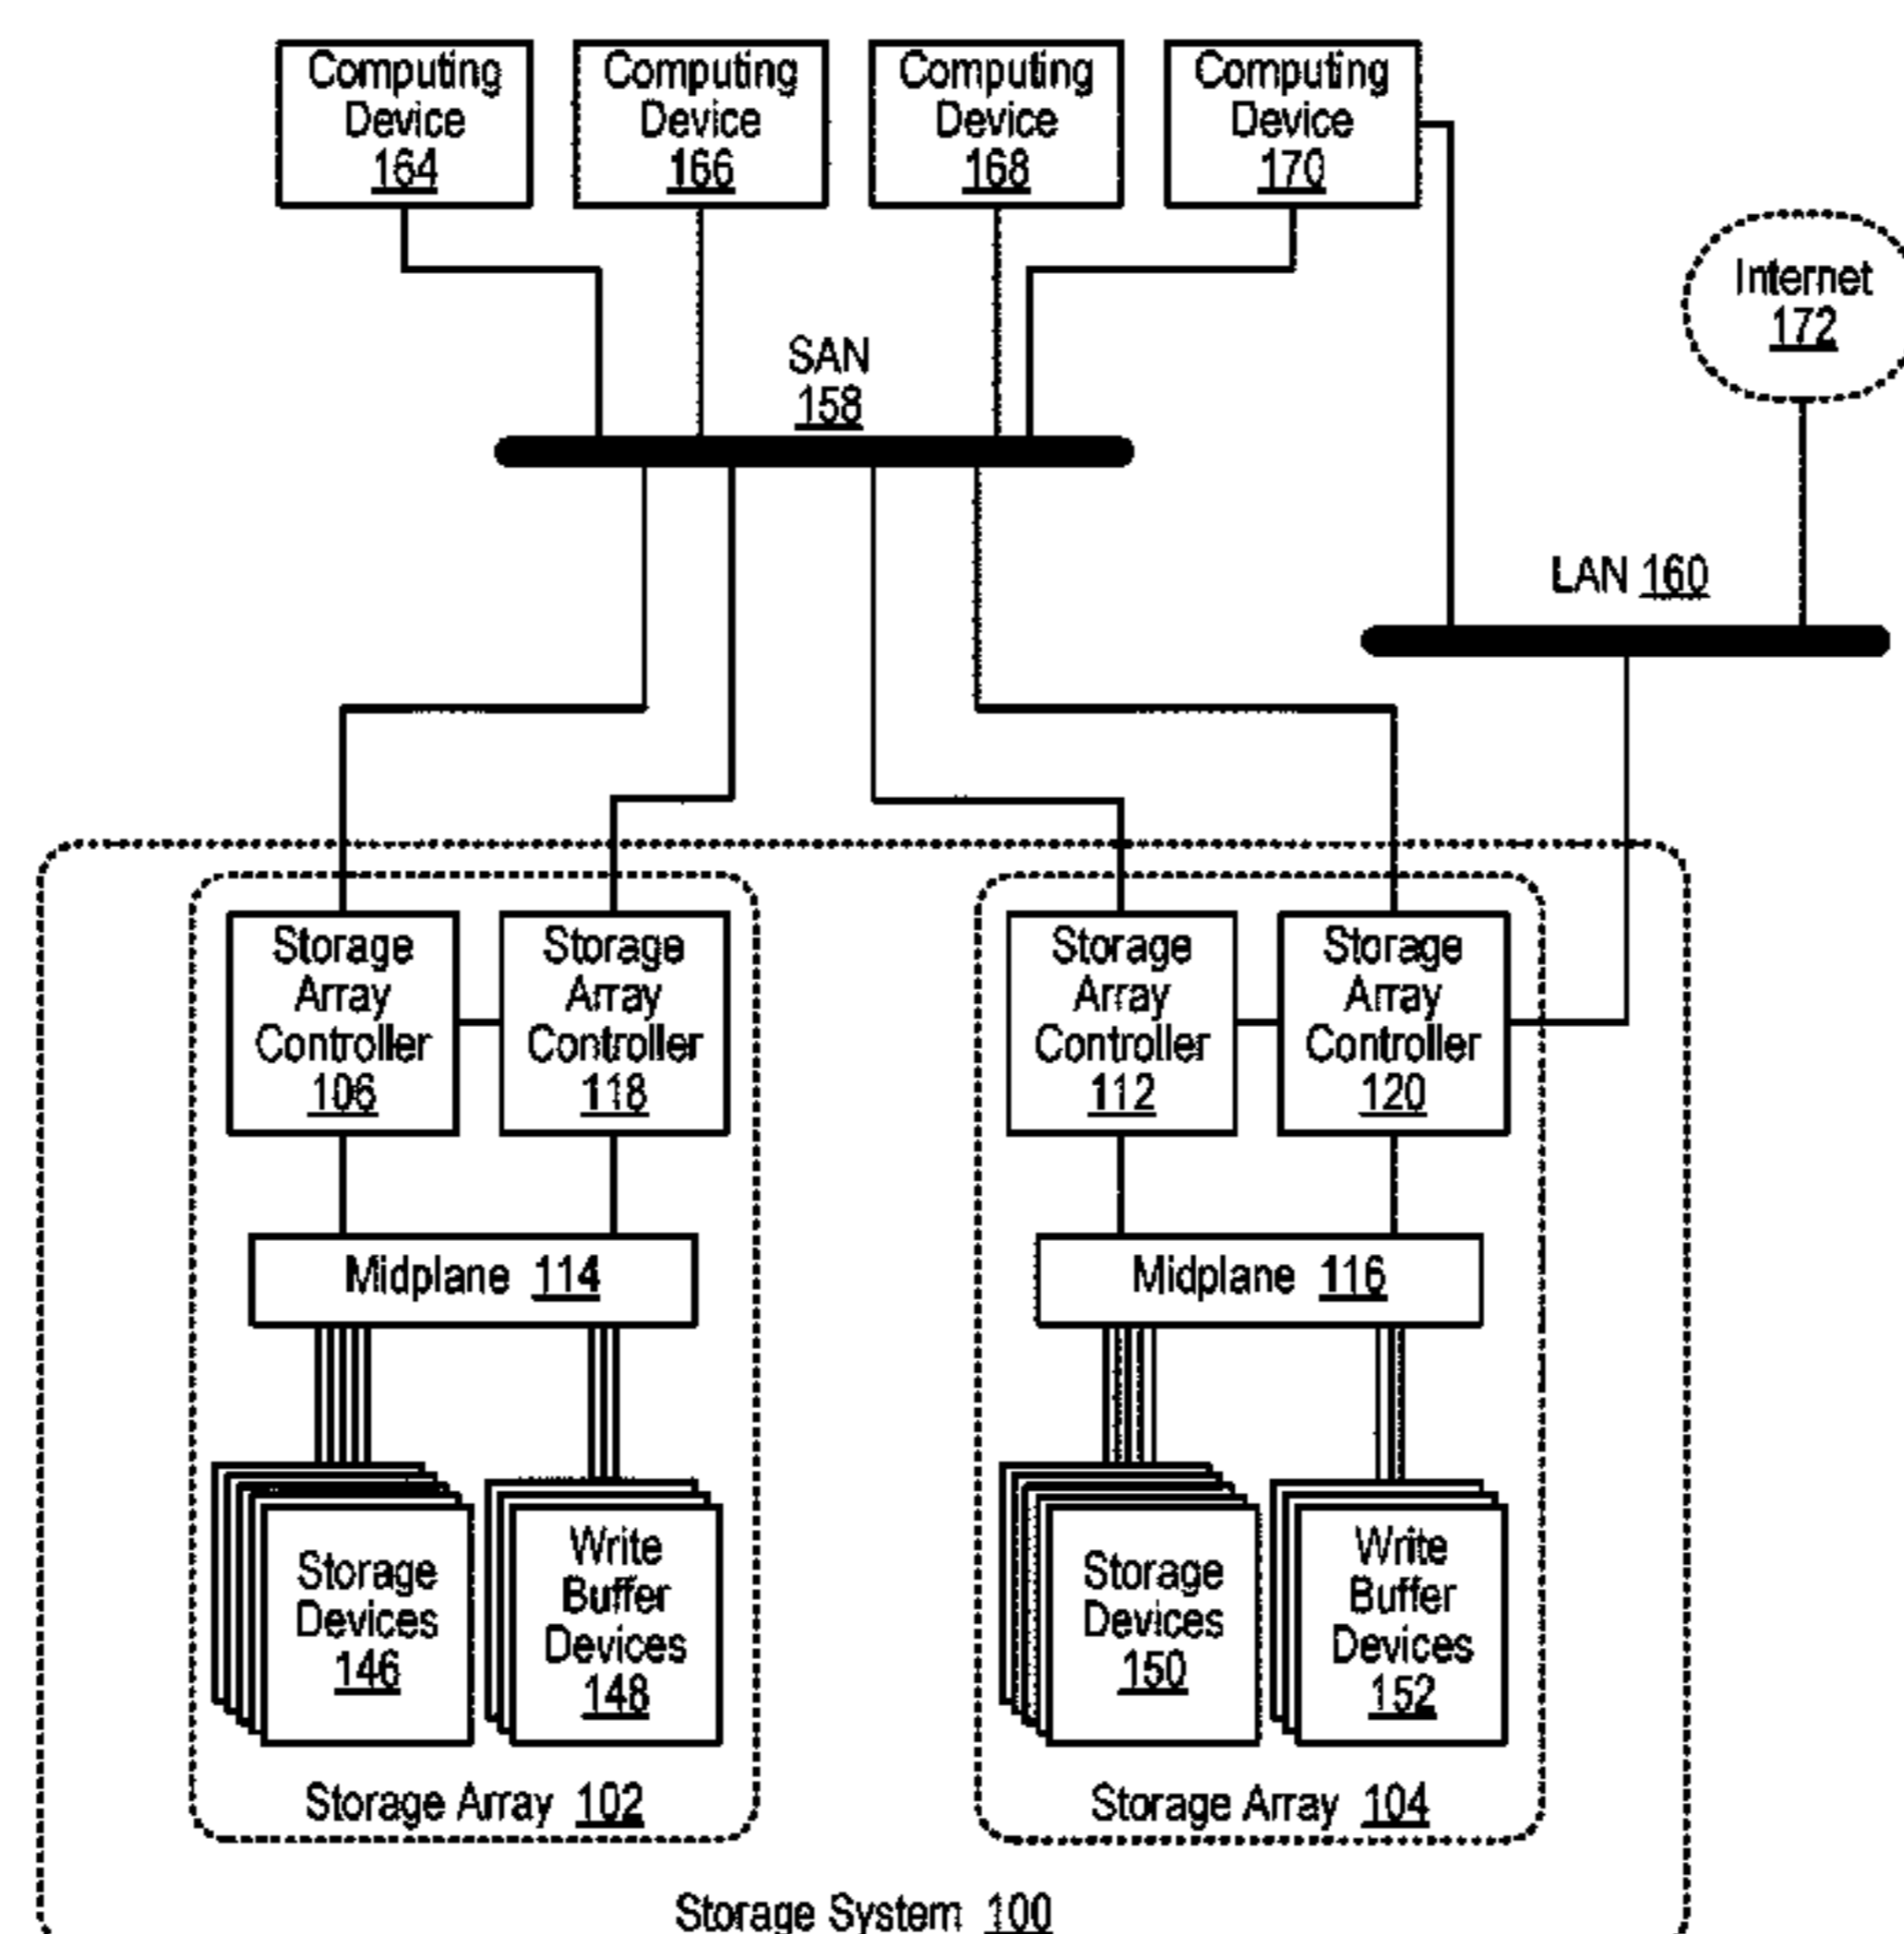 Computing
Device
164
Computing
Device
166
Computing
Device
168
Computing
Device
170
Internet
172
SAN
158
LAN 160
Storage
Array
Controller
106
Storage
Array
Controller
118
Storage
Array
Controller
112
Storage
Array
Controller
120
Midplane 114
Midplane 116
Storage
Devices
146
Write
Buffer
Devices
148
Storage
Devices
150
Write
Buffer
Devices
152
Storage Array 102
Storage Array 104
Storage System 100